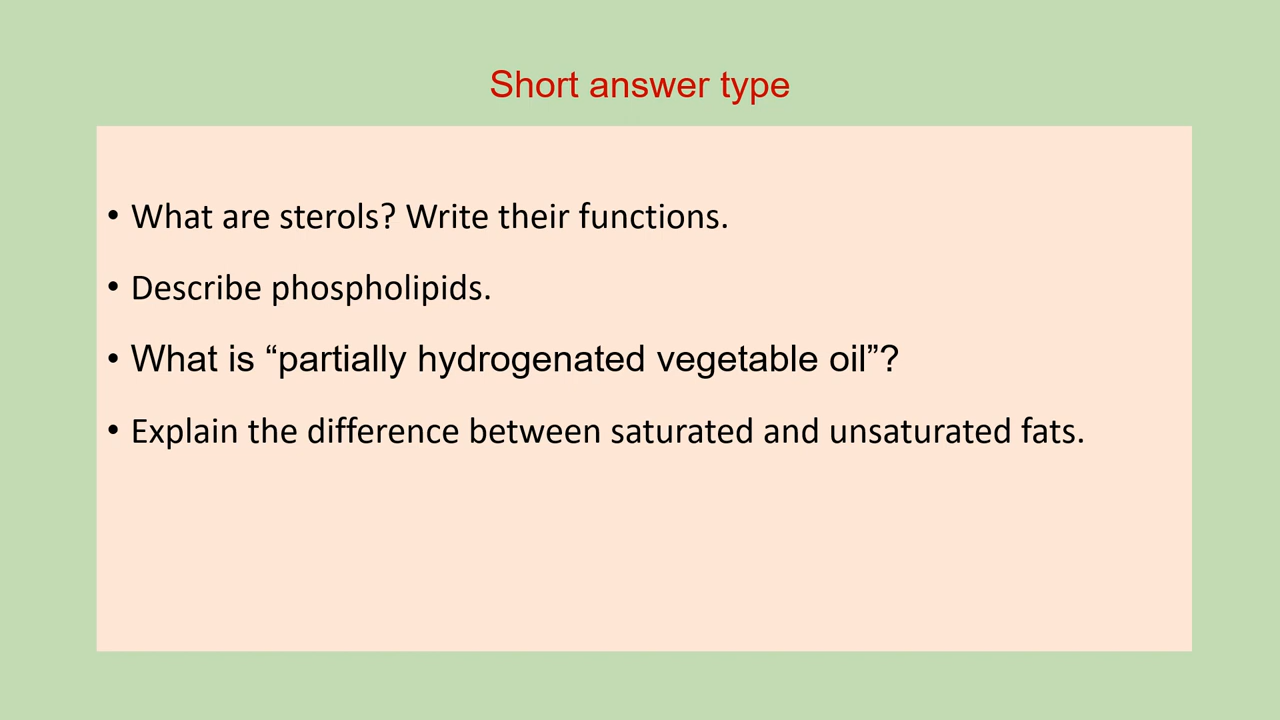 Short answer type
• What are sterols? Write their functions.
• Describe phospholipids.
• What is “partially hydrogenated vegetable oil”?
• Explain the difference between saturated and unsaturated fats.